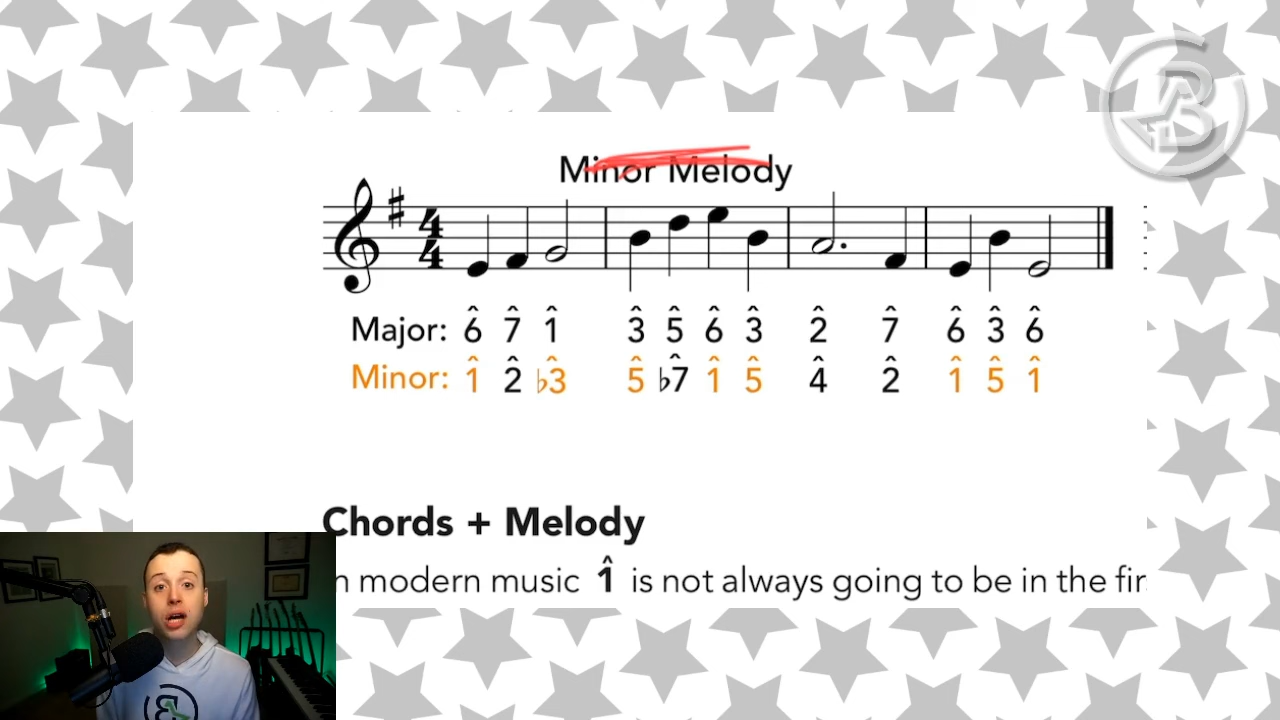 Minor Melody
4
4
Major: 6̂ 7̂ 1̂ 3̂ 5̂ 6̂ 3̂ 2̂ 7̂ 6̂ 3̂ 6̂
Minor: 1̂ 2̂ ♭3̂ 5̂ ♭7̂ 1̂ 5̂ 4̂ 2̂ 1̂ 5̂ 1̂
Chords + Melody
n modern music 1̂ is not always going to be in the fir